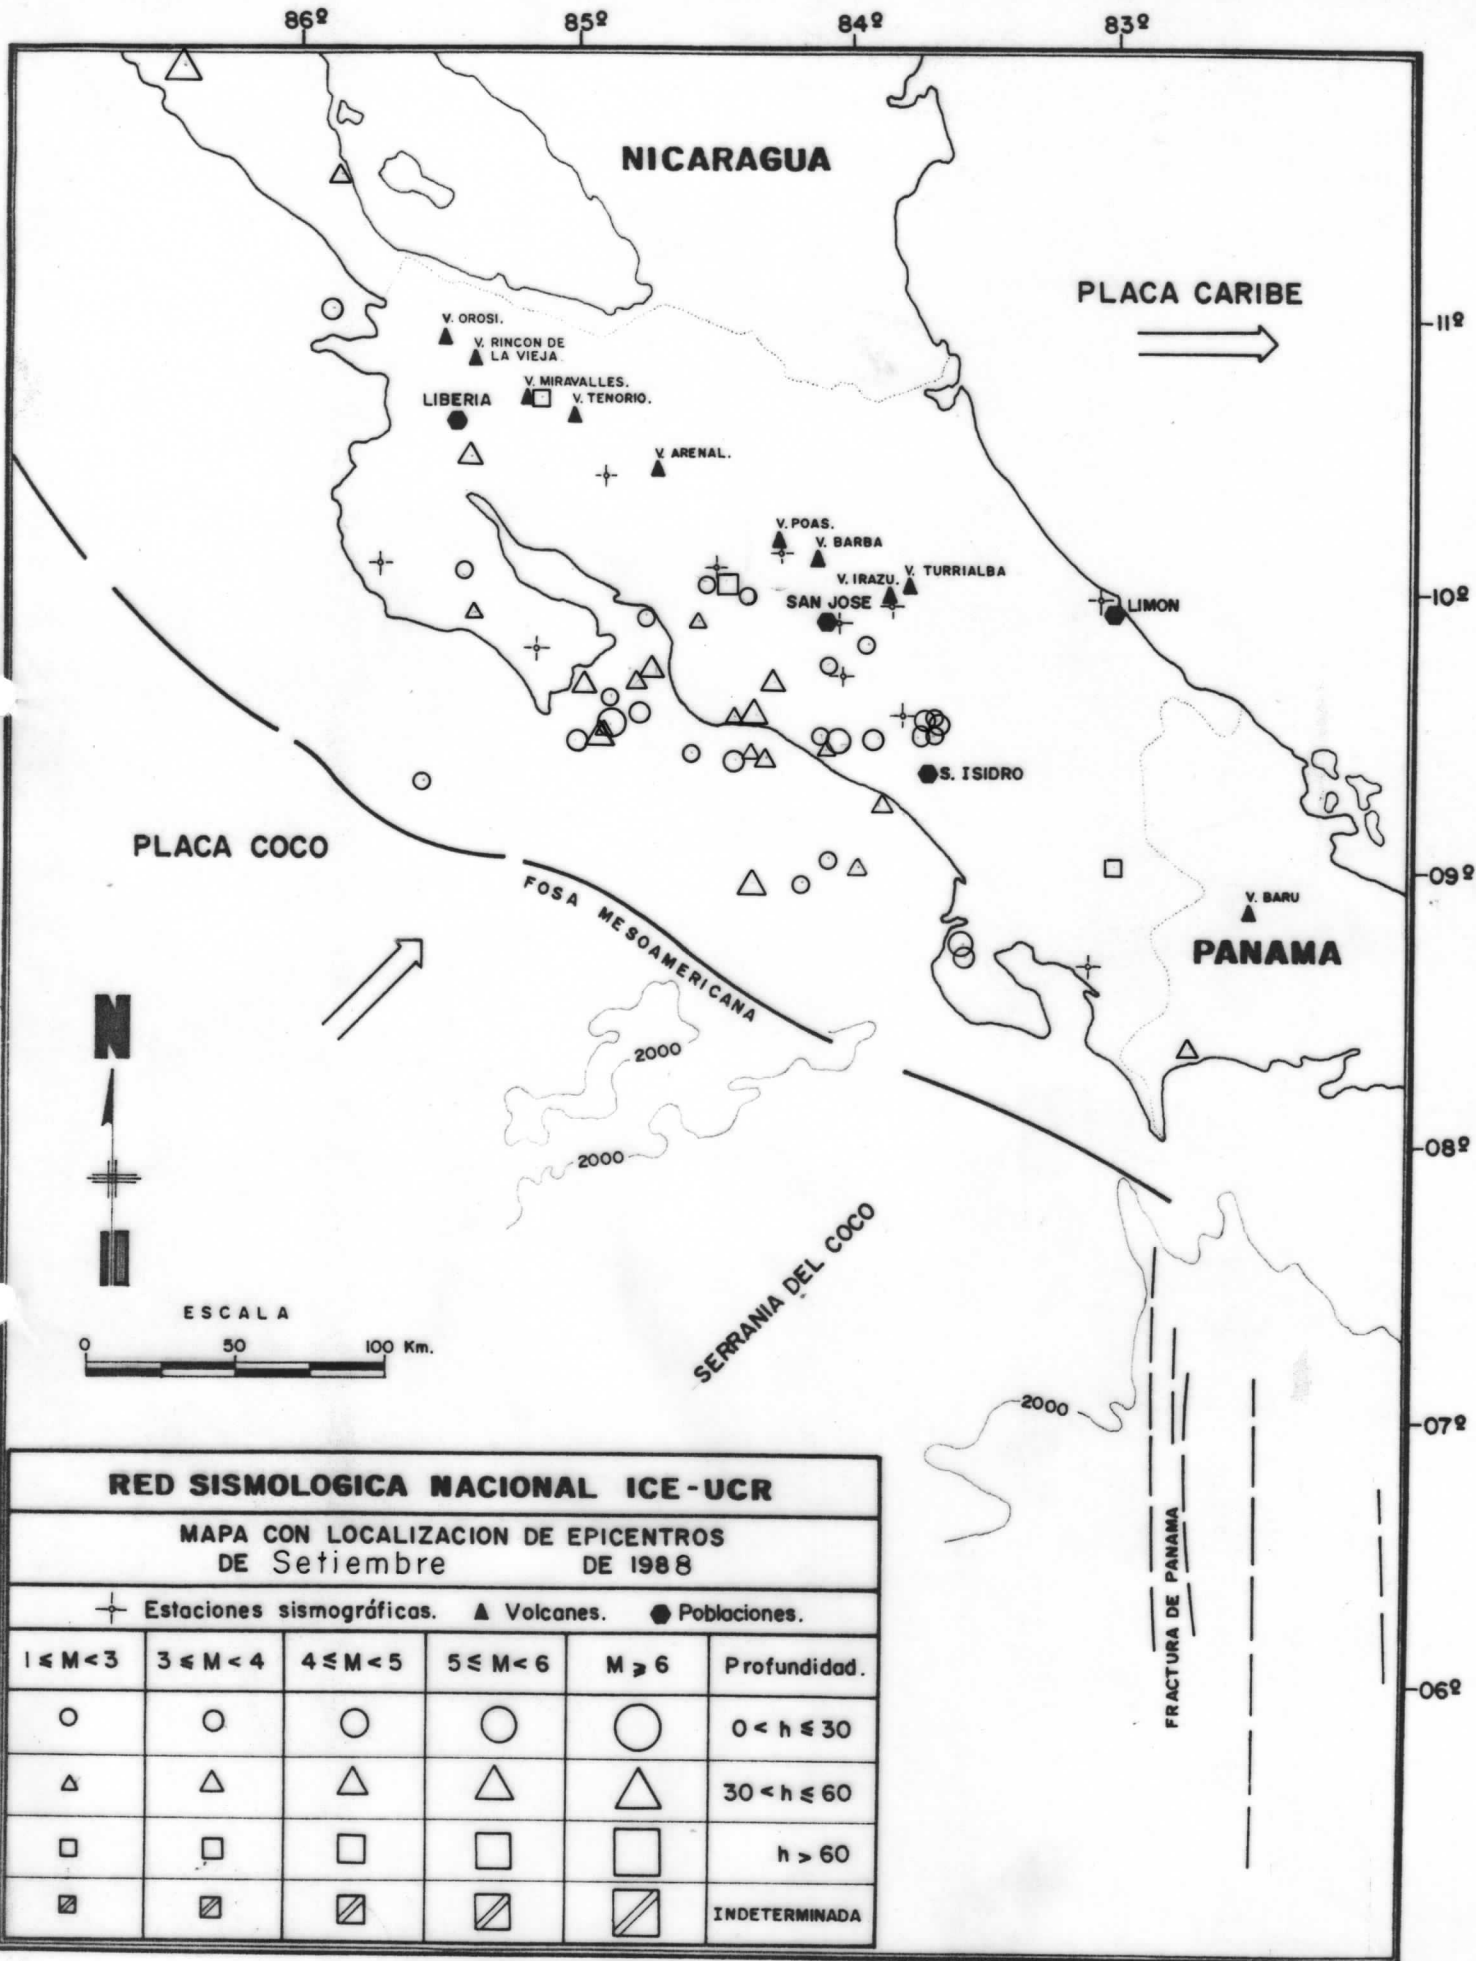 86º 85º 84º 83º
NICARAGUA
PLACA CARIBE
11º
V. OROSI.
V. RINCON DE
LA VIEJA.
V. MIRAVALLES.
V. TENORIO.
LIBERIA
V. ARENAL.
V. POAS.
V. BARBA
V. IRAZU.
V. TURRIALBA
10º
SAN JOSE
LIMON
S. ISIDRO
PLACA COCO
09º
FOSA MESOAMERICANA
V. BARU
PANAMA
N
2000
2000
08º
SERRANIA DEL COCO
ESCALA
0 50 100 Km.
2000
07º
FRACTURA DE PANAMA
06º
RED SISMOLOGICA NACIONAL ICE-UCR
MAPA CON LOCALIZACION DE EPICENTROS
DE Setiembre DE 1988
Estaciones sismográficas. Volcanes. Poblaciones.
1 ≤ M < 3 3 ≤ M < 4 4 ≤ M < 5 5 ≤ M < 6 M ≥ 6 Profundidad.
0 < h ≤ 30
30 < h ≤ 60
h > 60
INDETERMINADA